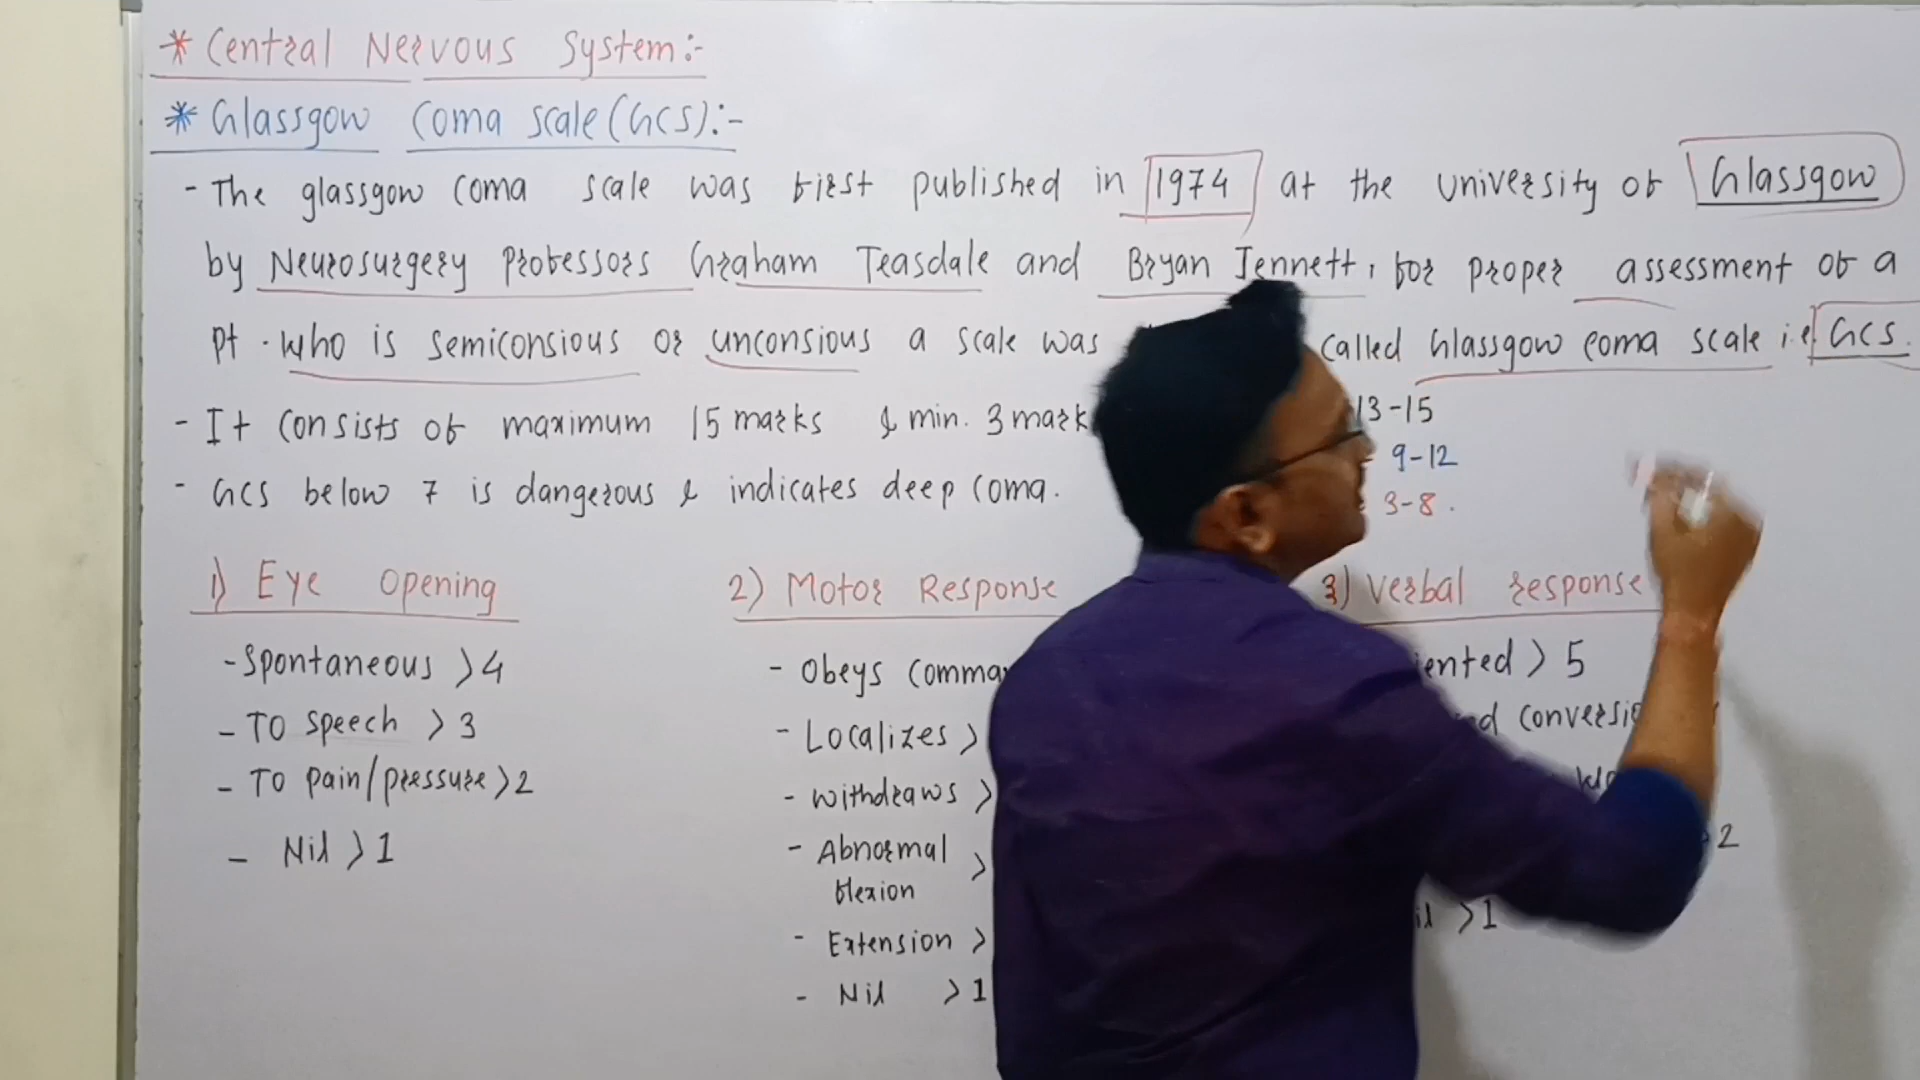 * Central Nervous System:-
* Glassgow Coma Scale (GCS):-
- The glassgow coma scale was first published in 1974 at the university of Glassgow
by Neurosurgery Professors Graham Teasdale and Bryan Jennett, for proper assessment of a
pt. who is semiconsious or unconsious a scale was called Glassgow coma scale i.e GCS.
- It consists of maximum 15 marks & min. 3 mark
13-15
9-12
- GCS below 7 is dangerous & indicates deep coma.
3-8.
1) Eye Opening
2) Motor Response
3) Verbal response
- Spontaneous > 4
- Obeys comma
iented > 5
- To speech > 3
- Localizes >
conversi
- To pain/pressure > 2
- withdraws >
- Nil > 1
- Abnormal flexion >
2
- Extension >
> 1
- Nil > 1